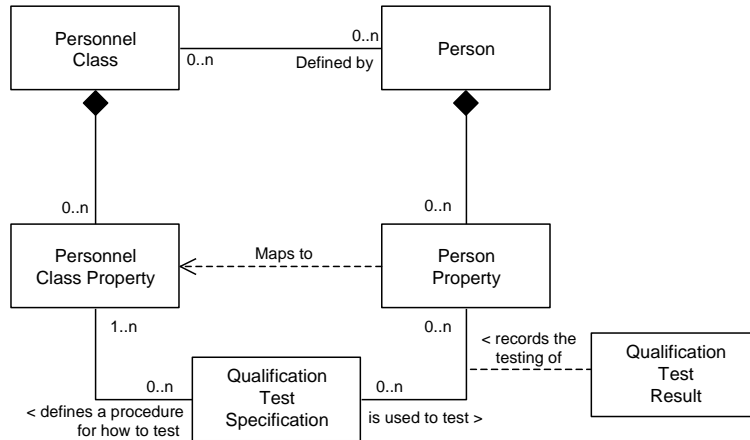 Personnel
Class
0..n
0..n
Defined by
Person
0..n
0..n
Personnel
Class Property
Maps to
Person
Property
1..n
0..n
< records the
testing of
Qualification
Test
Result
0..n
Qualification
Test
Specification
0..n
< defines a procedure
for how to test
is used to test >